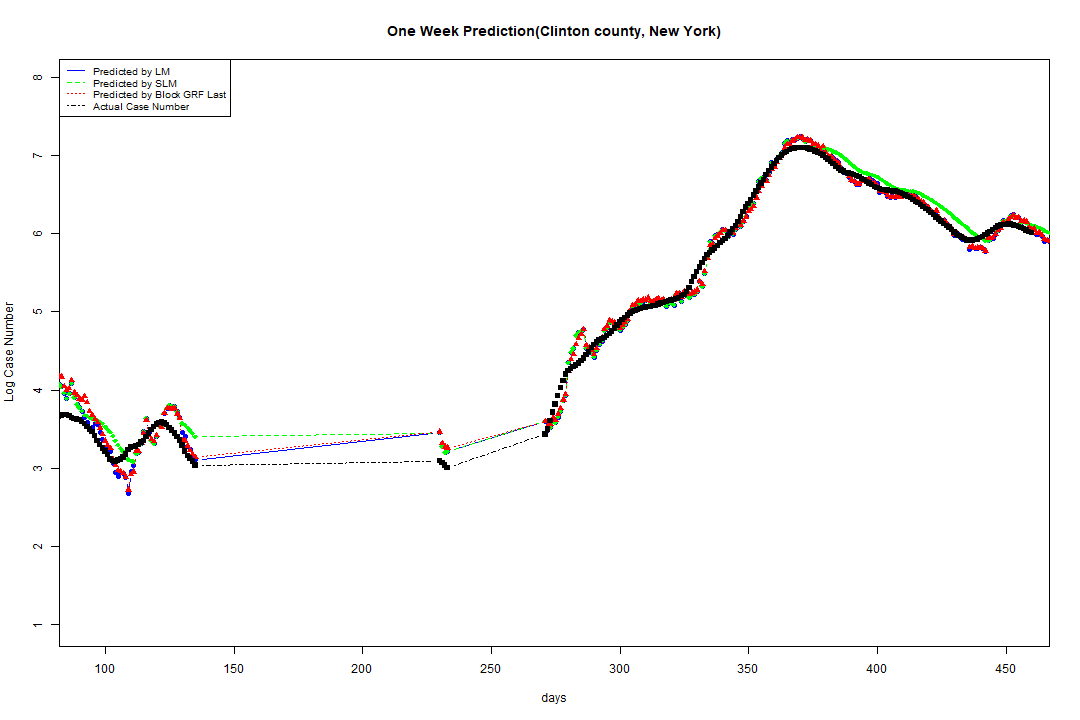 One Week Prediction(Clinton county, New York)
Predicted by LM
Predicted by SLM
Predicted by Block GRF Last
Actual Case Number
8
7
6
5
4
3
2
1
Log Case Number
100 150 200 250 300 350 400 450
days